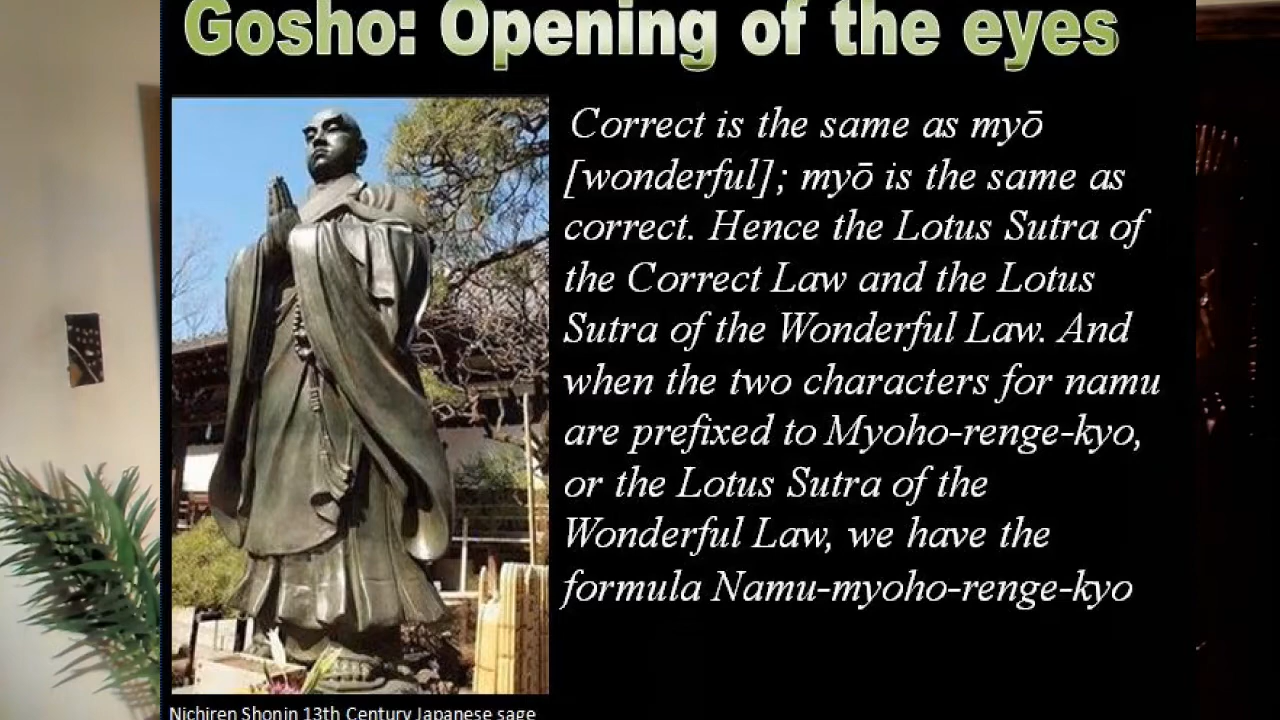 Gosho: Opening of the eyes
Correct is the same as myō
[wonderful]; myō is the same as
correct. Hence the Lotus Sutra of
the Correct Law and the Lotus
Sutra of the Wonderful Law. And
when the two characters for namu
are prefixed to Myoho-renge-kyo,
or the Lotus Sutra of the
Wonderful Law, we have the
formula Namu-myoho-renge-kyo
Nichiren Shonin 13th Century Japanese sage